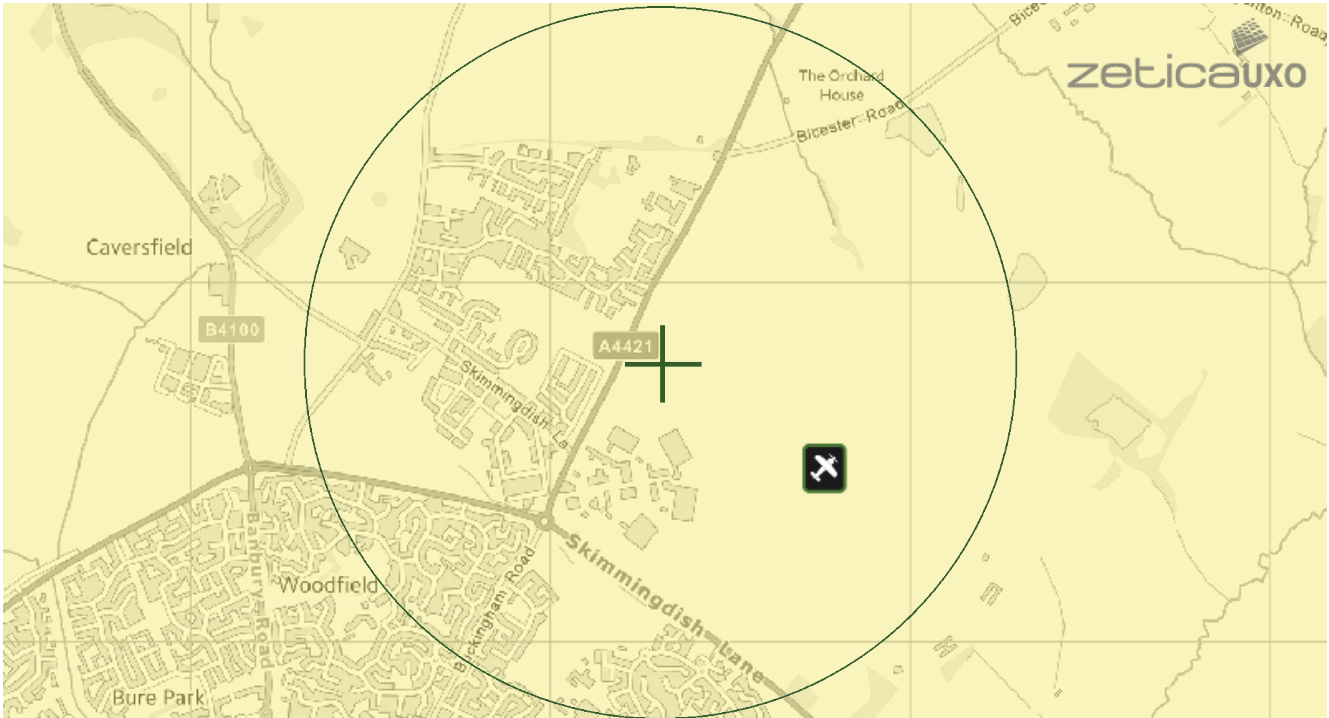 zeticauxo
The Orchard
House
Bicester Road
Caversfield
B4100
A4421
Skimmingdish La
Skimmingdish Lane
Banbury Road
Woodfield
Buckingham Road
Bure Park